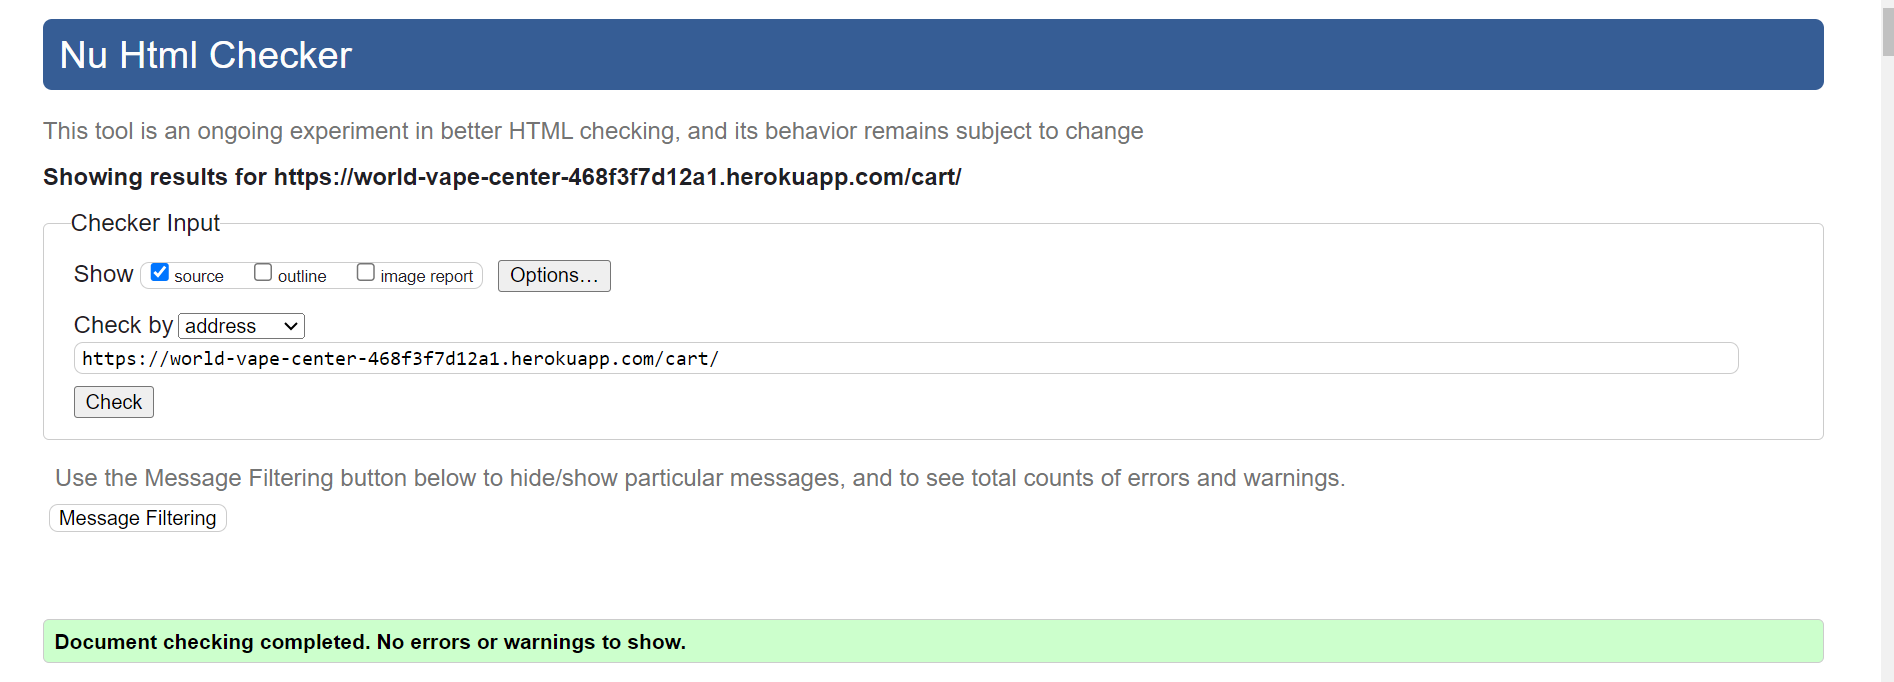 Nu Html Checker
This tool is an ongoing experiment in better HTML checking, and its behavior remains subject to change
Showing results for https://world-vape-center-468f3f7d12a1.herokuapp.com/cart/
Checker Input
Show source outline image report Options...
Check by address
https://world-vape-center-468f3f7d12a1.herokuapp.com/cart/
Check
Use the Message Filtering button below to hide/show particular messages, and to see total counts of errors and warnings.
Message Filtering
Document checking completed. No errors or warnings to show.